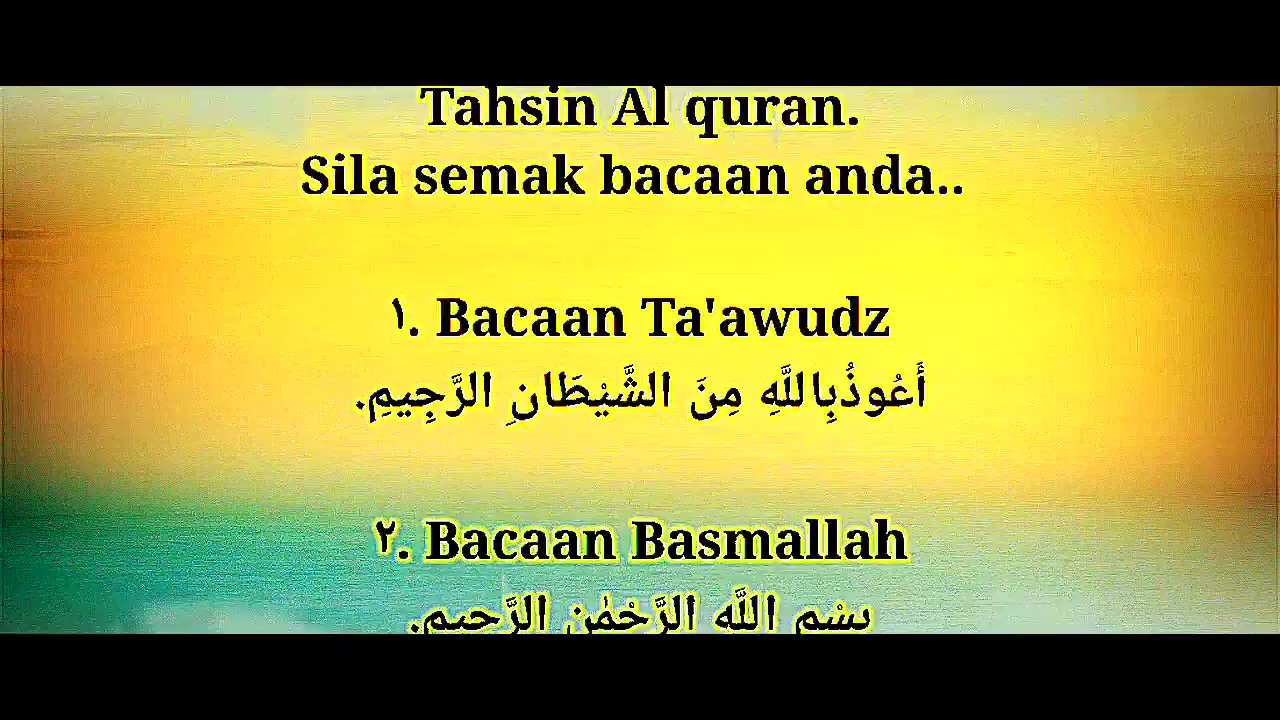 Tahsin Al quran.
Sila semak bacaan anda..
١. Bacaan Ta'awudz
أَعُوذُبِاللَّهِ مِنَ الشَّيْطَانِ الرَّجِيمِ.
٢. Bacaan Basmallah
بِسْمِ اللَّهِ الرَّحْمٰنِ الرَّحِيمِ.